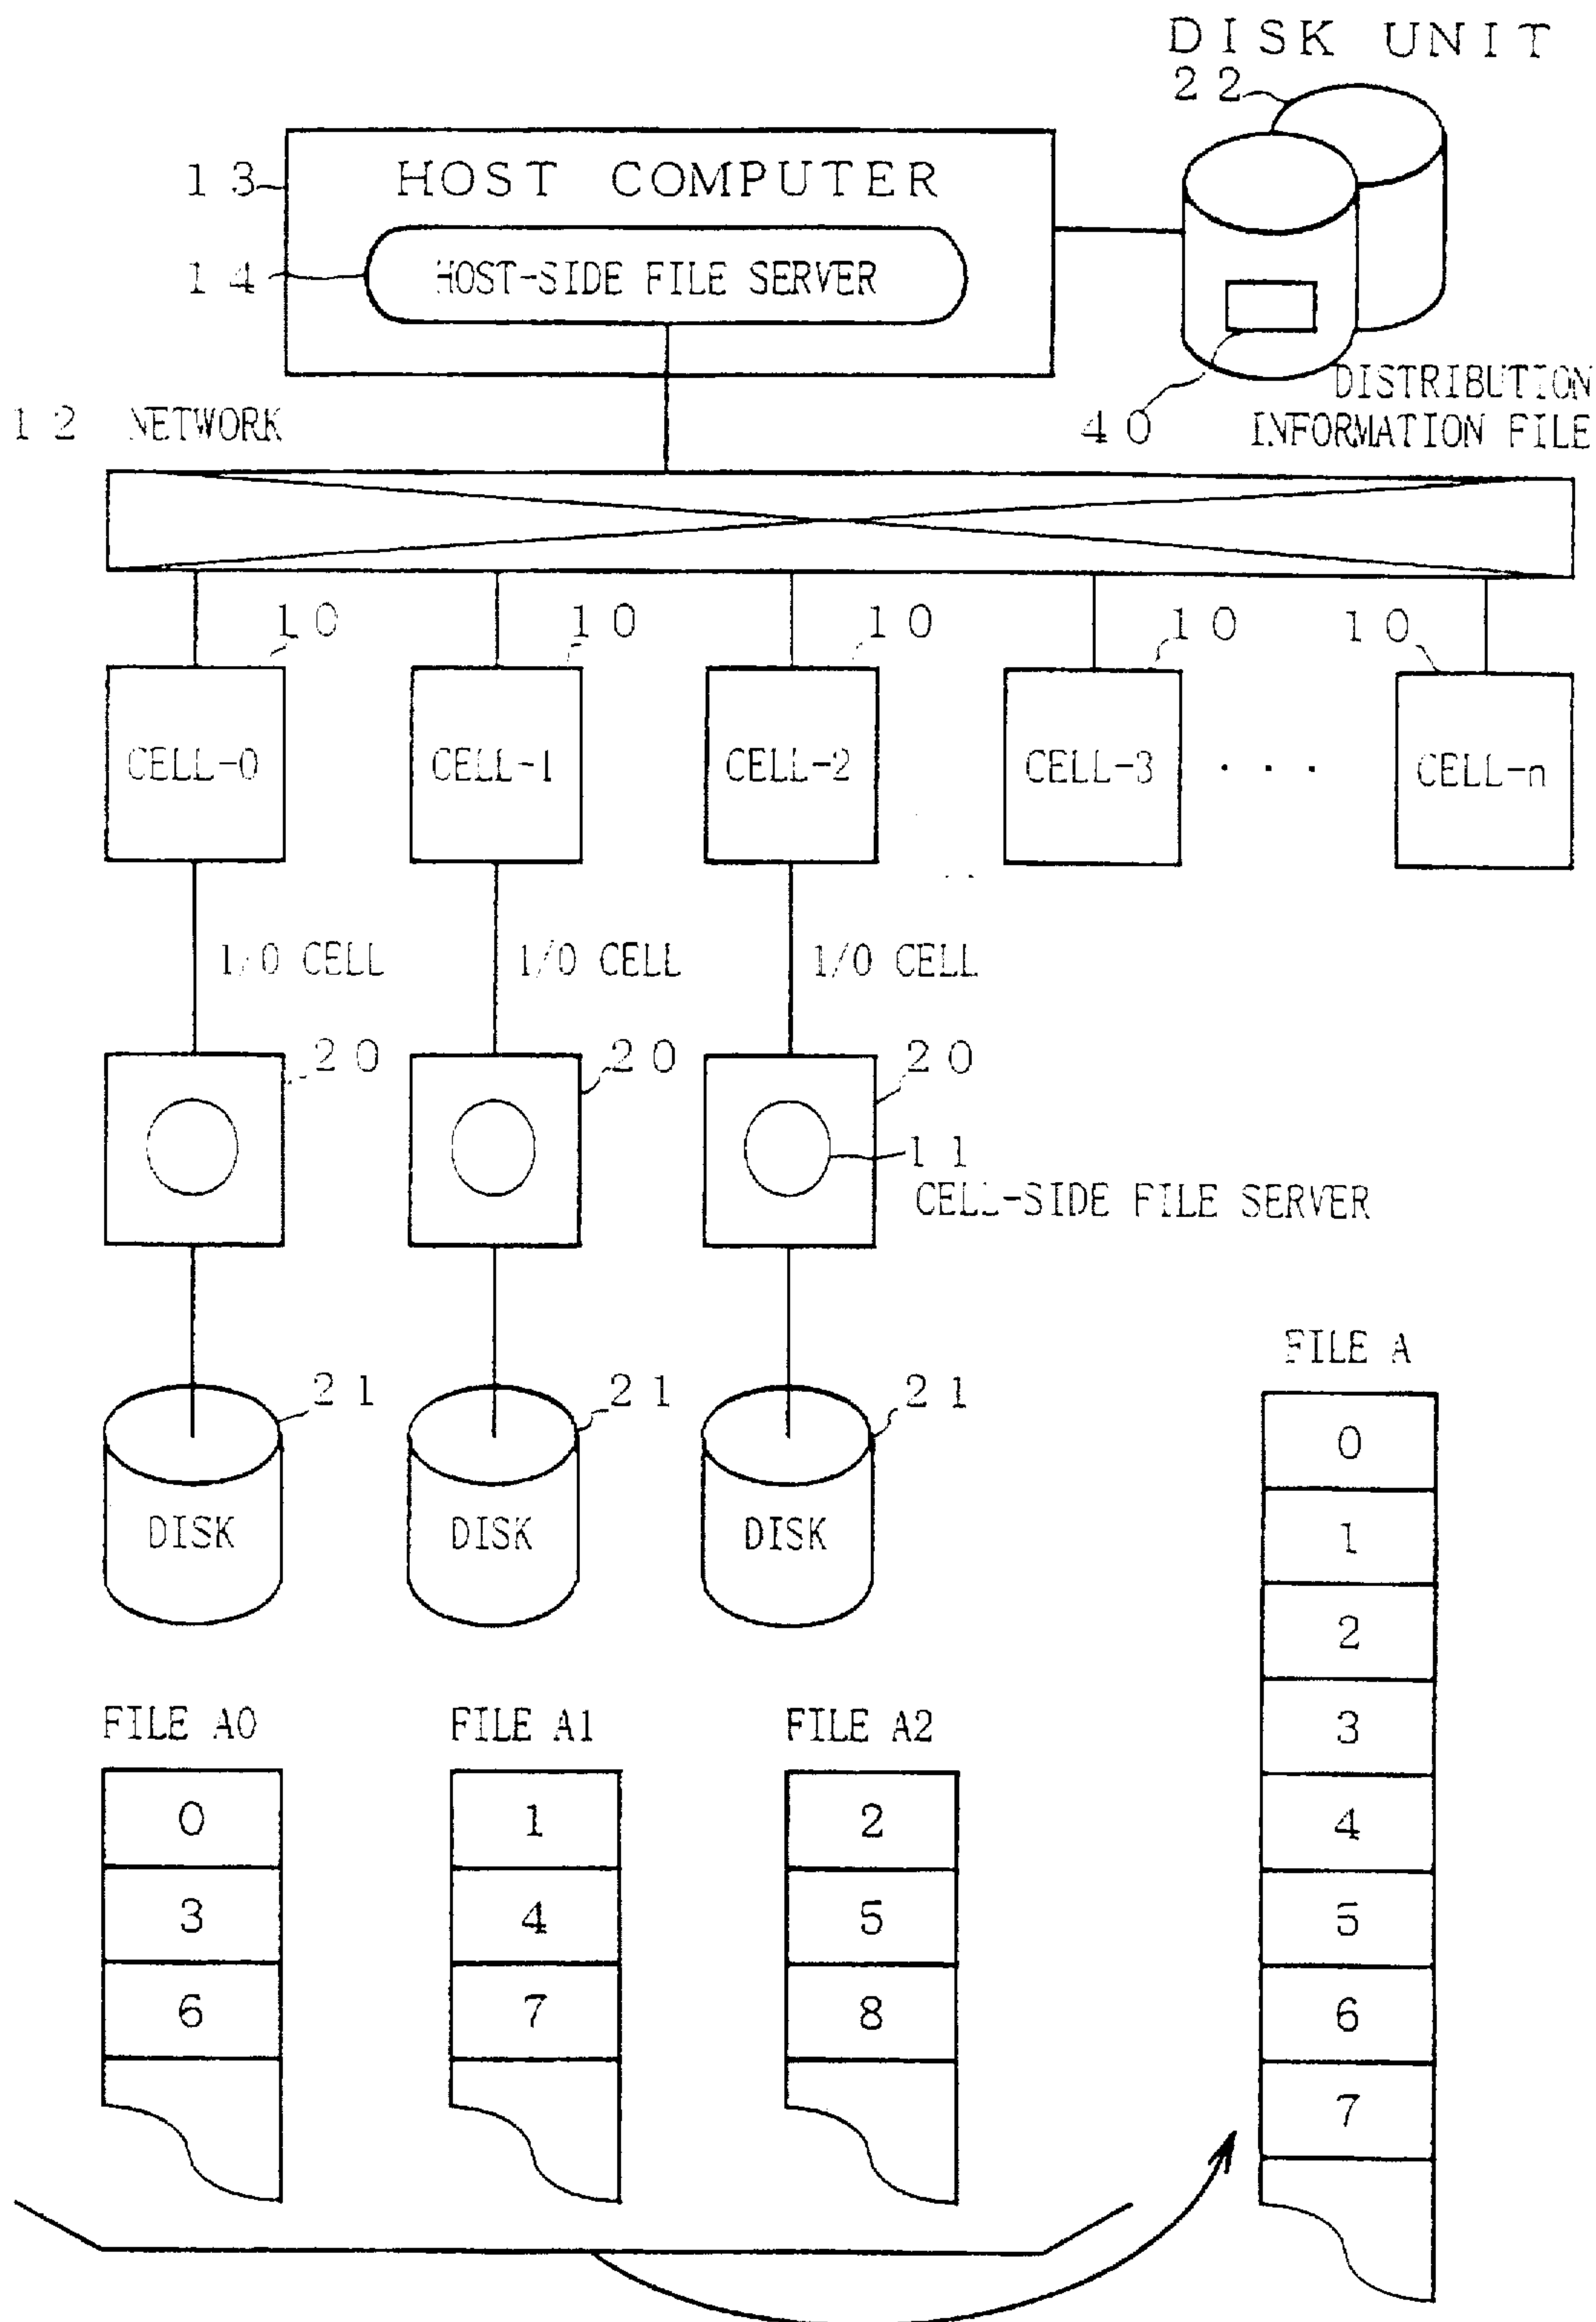 DISK UNIT
22
13 HOST COMPUTER
14 HOST-SIDE FILE SERVER
DISTRIBUTION
12 NETWORK 40 INFORMATION FILE
10 10 10 10 10
CELL-0 CELL-1 CELL-2 CELL-3 . . . CELL-n
I/O CELL I/O CELL I/O CELL
20 20 20
11
CELL-SIDE FILE SERVER
FILE A
21 21 21
0
DISK DISK DISK
1
2
3
4
5
6
7
FILE A0 FILE A1 FILE A2
0 1 2
3 4 5
6 7 8